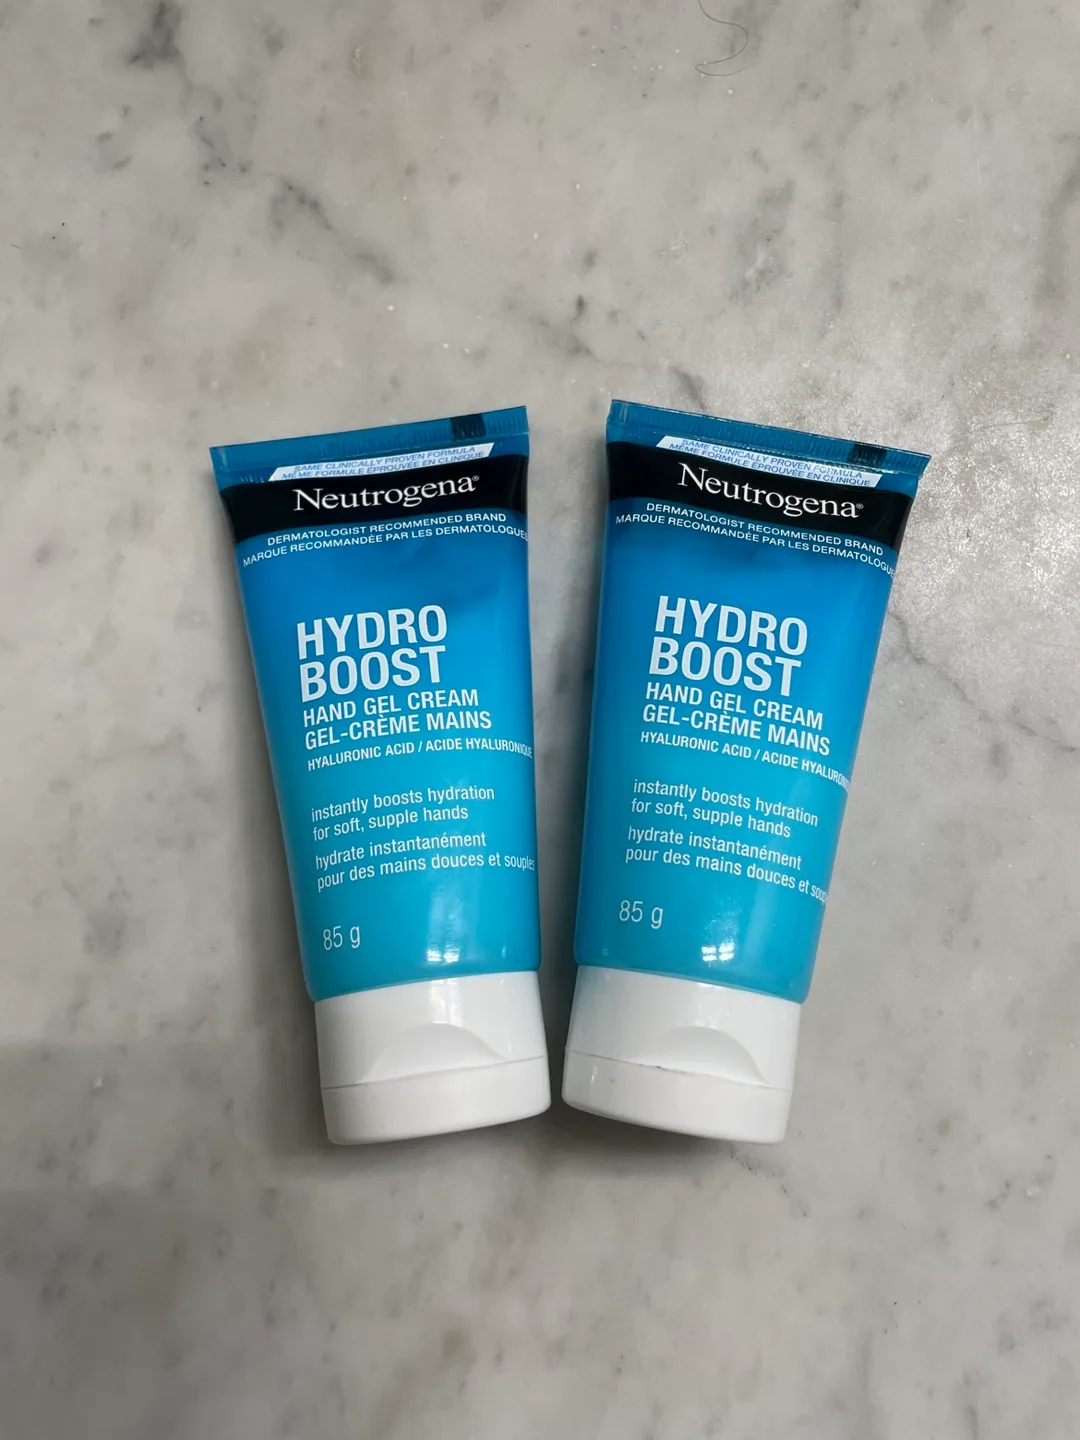 SAME CLINICALLY PROVEN FORMULA
MÊME FORMULE ÉPROUVÉE EN CLINIQUE
Neutrogena®
DERMATOLOGIST RECOMMENDED BRAND
MARQUE RECOMMANDÉE PAR LES DERMATOLOGUES
HYDRO
BOOST
HAND GEL CREAM
GEL-CRÈME MAINS
HYALURONIC ACID / ACIDE HYALURONIQUE
instantly boosts hydration
for soft, supple hands
hydrate instantanément
pour des mains douces et souples
85 g
SAME CLINICALLY PROVEN FORMULA
MÊME FORMULE ÉPROUVÉE EN CLINIQUE
Neutrogena®
DERMATOLOGIST RECOMMENDED BRAND
MARQUE RECOMMANDÉE PAR LES DERMATOLOGU
HYDRO
BOOST
HAND GEL CREAM
GEL-CRÈME MAINS
HYALURONIC ACID / ACIDE HYALURONI
instantly boosts hydration
for soft, supple hands
hydrate instantanément
pour des mains douces et soup
85 g